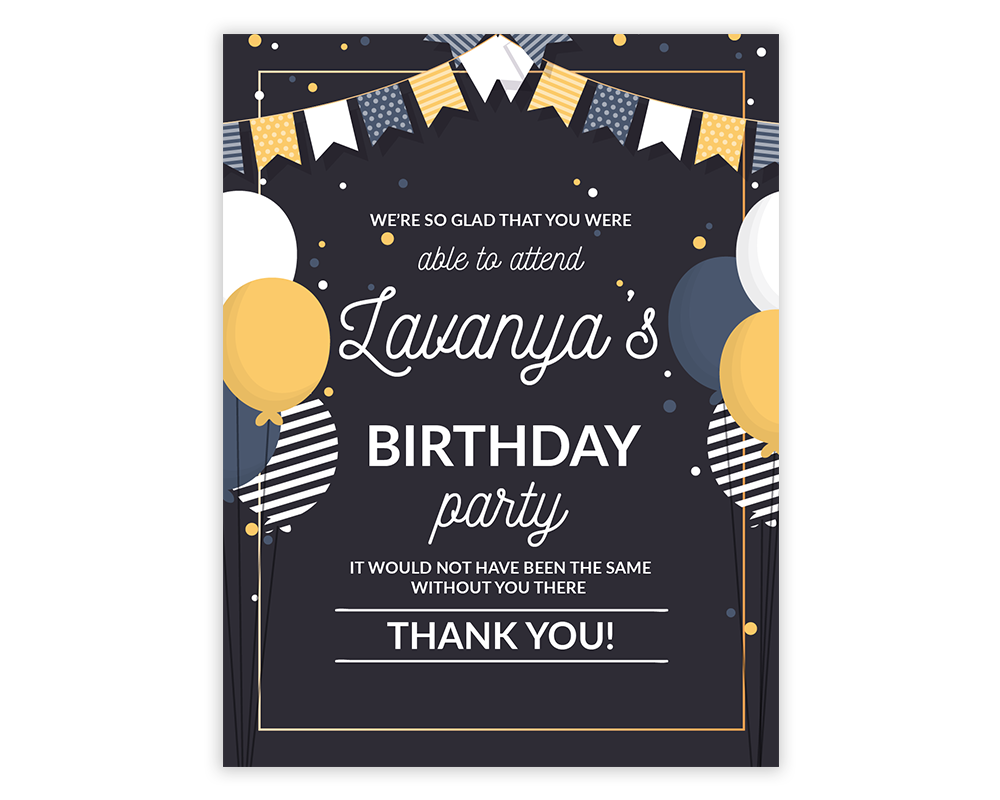 WE'RE SO GLAD THAT YOU WERE
able to attend
Lavanya's
BIRTHDAY
party
IT WOULD NOT HAVE BEEN THE SAME
WITHOUT YOU THERE
THANK YOU!